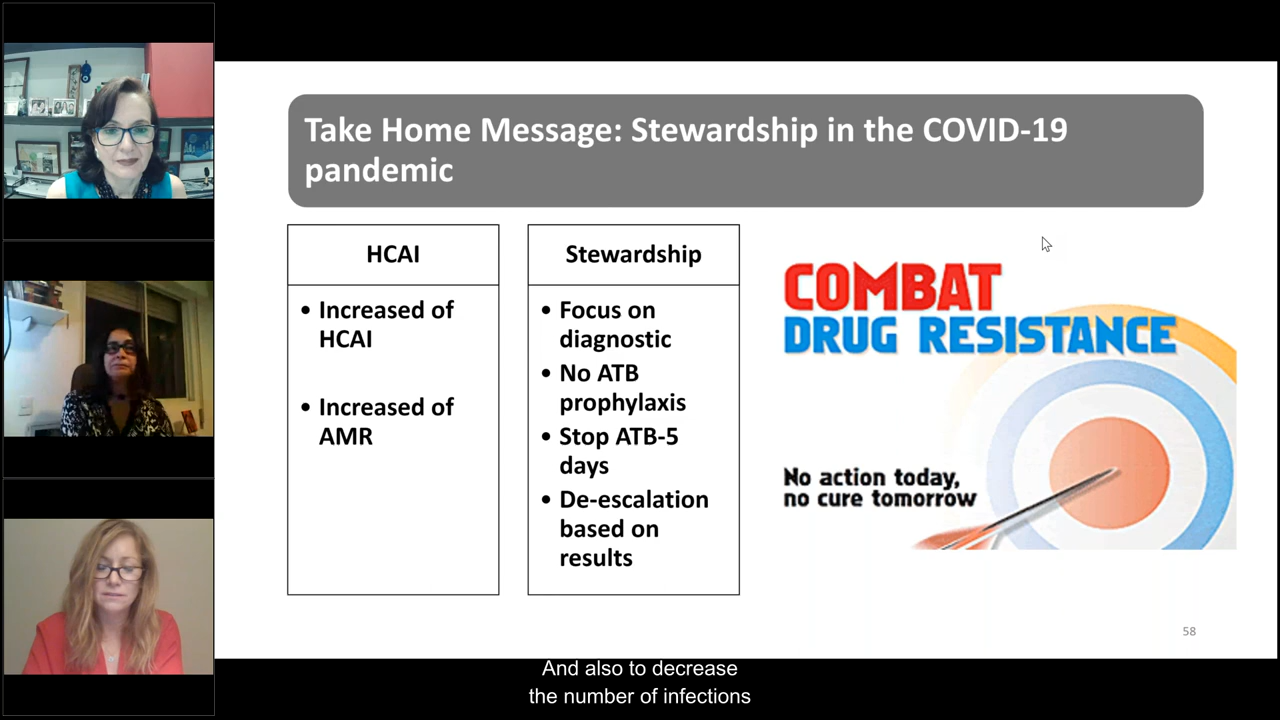 Take Home Message: Stewardship in the COVID-19
pandemic
HCAI
• Increased of
HCAI
• Increased of
AMR
Stewardship
• Focus on
diagnostic
• No ATB
prophylaxis
• Stop ATB-5
days
• De-escalation
based on
results
COMBAT
DRUG RESISTANCE
No action today,
no cure tomorrow
58
And also to decrease
the number of infections